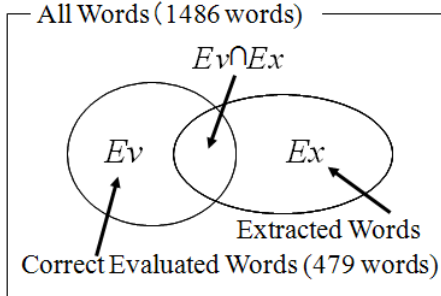 All Words(1486 words)
Ev∩Ex
Ev
Ex
Extracted Words
Correct Evaluated Words (479 words)